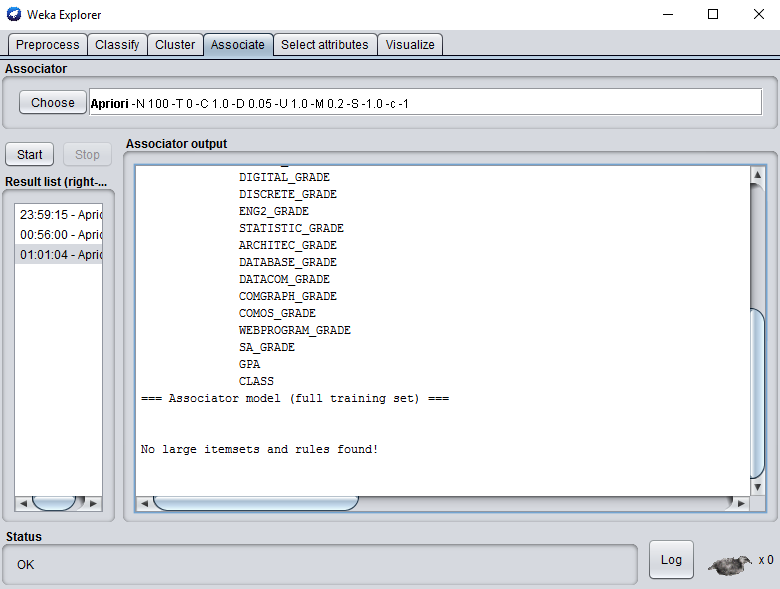 Weka Explorer
Preprocess Classify Cluster Associate Select attributes Visualize
Associator
Choose Apriori -N 100 -T 0 -C 1.0 -D 0.05 -U 1.0 -M 0.2 -S -1.0 -c -1
Start Stop
Associator output
Result list (right-...
23:59:15 - Aprio
00:56:00 - Aprio
01:01:04 - Aprio
DIGITAL_GRADE
DISCRETE_GRADE
ENG2_GRADE
STATISTIC_GRADE
ARCHITEC_GRADE
DATABASE_GRADE
DATACOM_GRADE
COMGRAPH_GRADE
COMOS_GRADE
WEBPROGRAM_GRADE
SA_GRADE
GPA
CLASS
=== Associator model (full training set) ===
No large itemsets and rules found!
Status
OK
Log
x 0